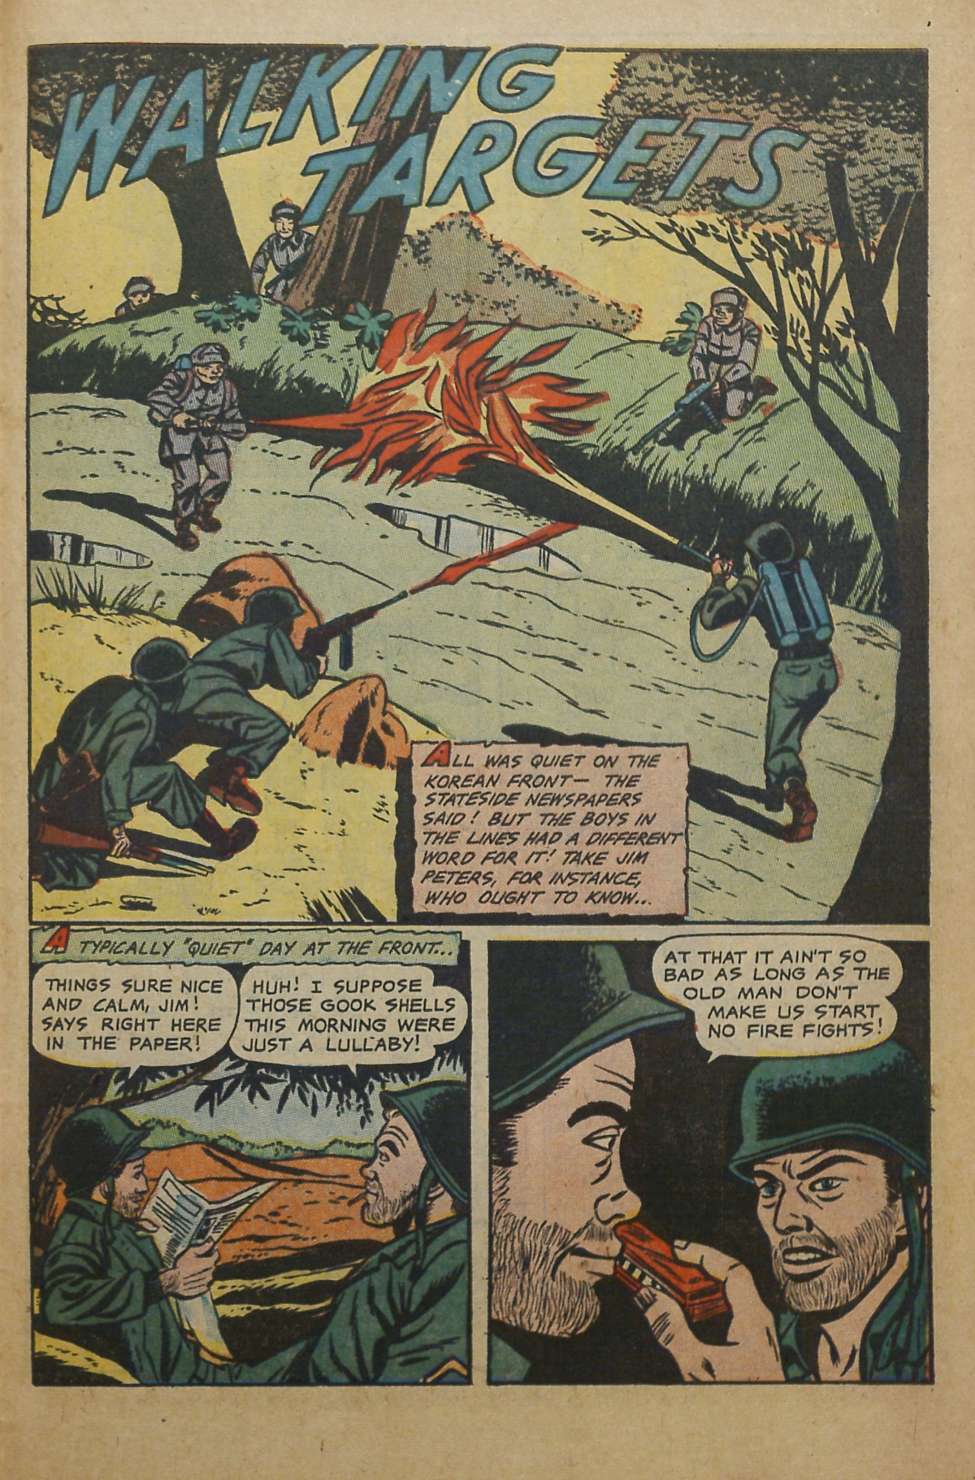 WALKING
TARGETS
ALL WAS QUIET ON THE
KOREAN FRONT— THE
STATESIDE NEWSPAPERS
SAID! BUT THE BOYS IN
THE LINES HAD A DIFFERENT
WORD FOR IT! TAKE JIM
PETERS, FOR INSTANCE,
WHO OUGHT TO KNOW...
A TYPICALLY "QUIET" DAY AT THE FRONT...
THINGS SURE NICE
AND CALM, JIM!
SAYS RIGHT HERE
IN THE PAPER!
HUH! I SUPPOSE
THOSE GOOK SHELLS
THIS MORNING WERE
JUST A LULLABY!
AT THAT IT AIN'T SO
BAD AS LONG AS THE
OLD MAN DON'T
MAKE US START
NO FIRE FIGHTS!